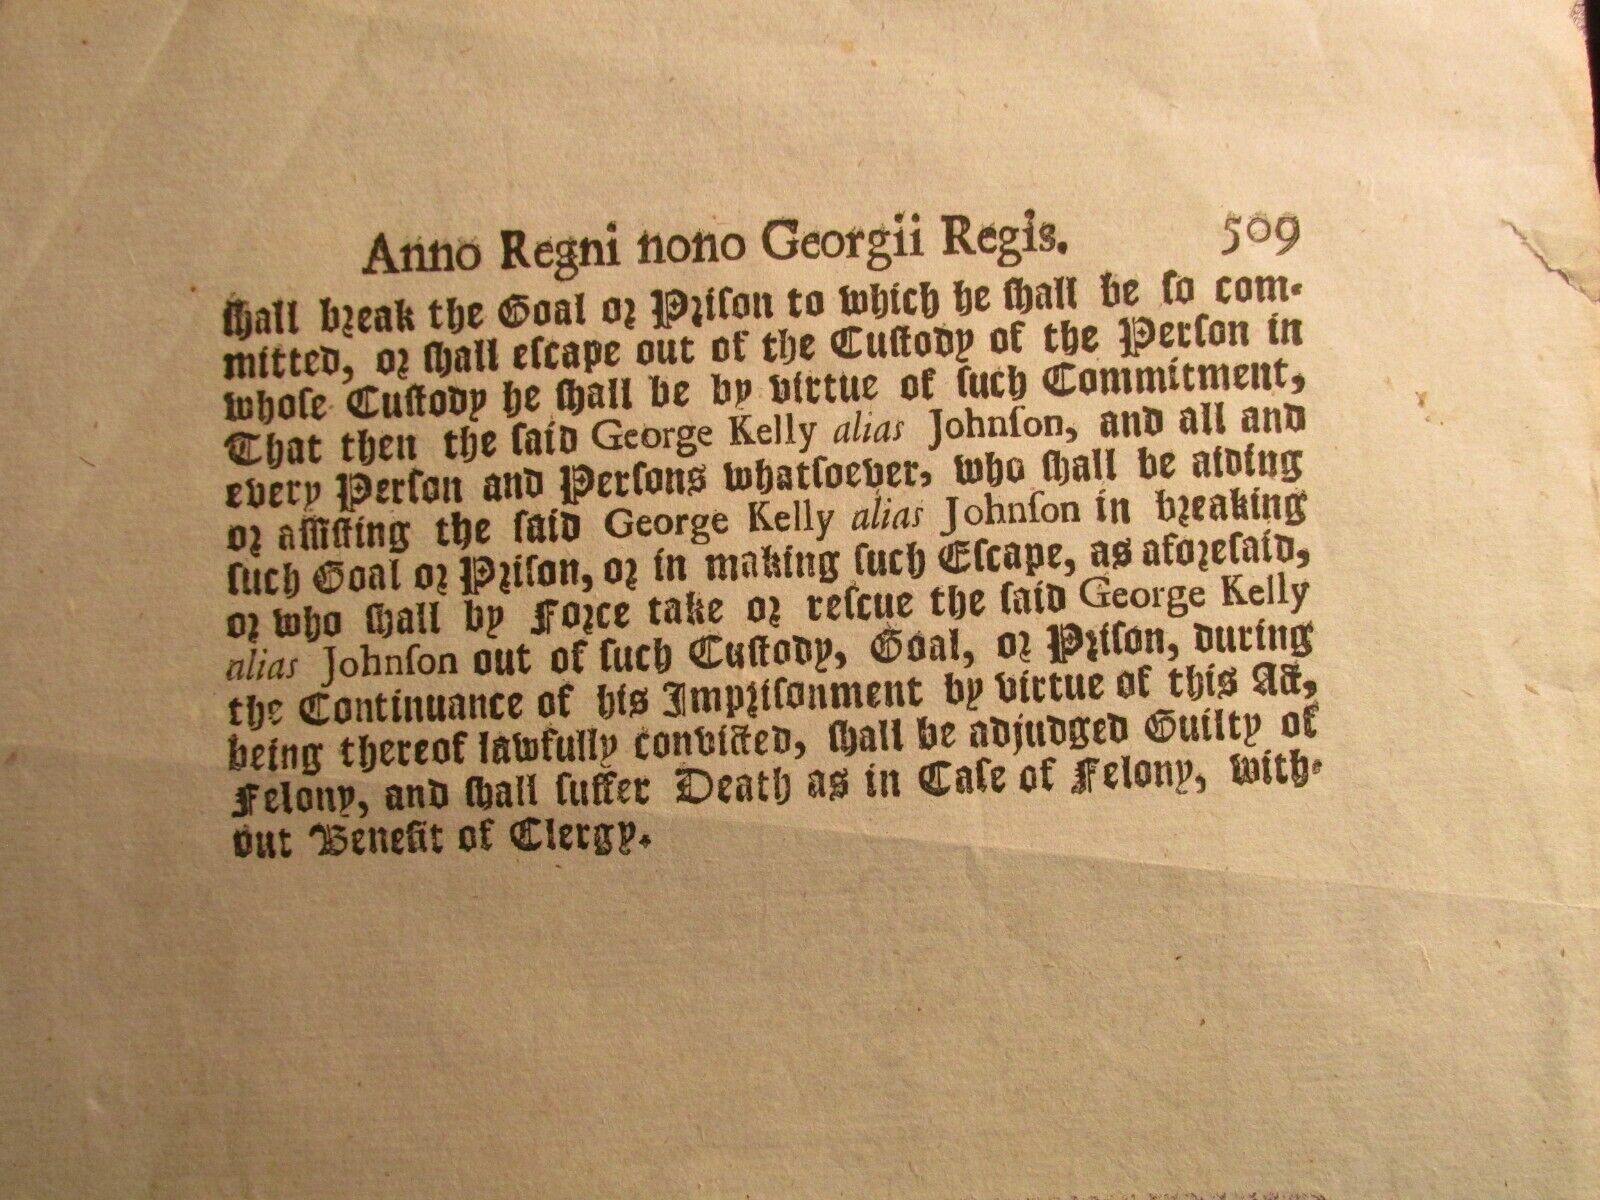 Anno Regni nono Georgii Regis. 509
ſhall break the Goal or Priſon to which he ſhall be ſo com-
mitted, or ſhall eſcape out of the Cuſtody of the Perſon in
whoſe Cuſtody he ſhall be by virtue of ſuch Commitment,
That then the ſaid George Kelly alias Johnſon, and all and
every Perſon and Perſons whatſoever, who ſhall be aiding
or aſſiſting the ſaid George Kelly alias Johnſon in breaking
ſuch Goal or Priſon, or in making ſuch Eſcape, as aforeſaid,
or who ſhall by Force take or reſcue the ſaid George Kelly
alias Johnſon out of ſuch Cuſtody, Goal, or Priſon, during
the Continuance of his Impriſonment by virtue of this Act,
being thereof lawfully convicted, ſhall be adjudged Guilty of
Felony, and ſhall ſuffer Death as in Caſe of Felony, with-
out Benefit of Clergy.